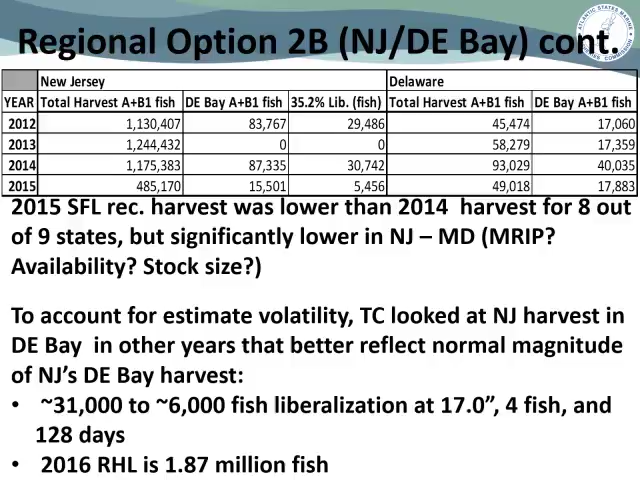 Regional Option 2B (NJ/DE Bay) cont.
New Jersey Delaware
YEAR Total Harvest A+B1 fish DE Bay A+B1 fish 35.2% Lib. (fish) Total Harvest A+B1 fish DE Bay A+B1 fish
2012 1,130,407 83,767 29,486 45,474 17,060
2013 1,244,432 0 0 58,279 17,359
2014 1,175,383 87,335 30,742 93,029 40,035
2015 485,170 15,501 5,456 49,018 17,883
2015 SFL rec. harvest was lower than 2014 harvest for 8 out
of 9 states, but significantly lower in NJ – MD (MRIP?
Availability? Stock size?)
To account for estimate volatility, TC looked at NJ harvest in
DE Bay in other years that better reflect normal magnitude
of NJ’s DE Bay harvest:
• ~31,000 to ~6,000 fish liberalization at 17.0”, 4 fish, and
128 days
• 2016 RHL is 1.87 million fish